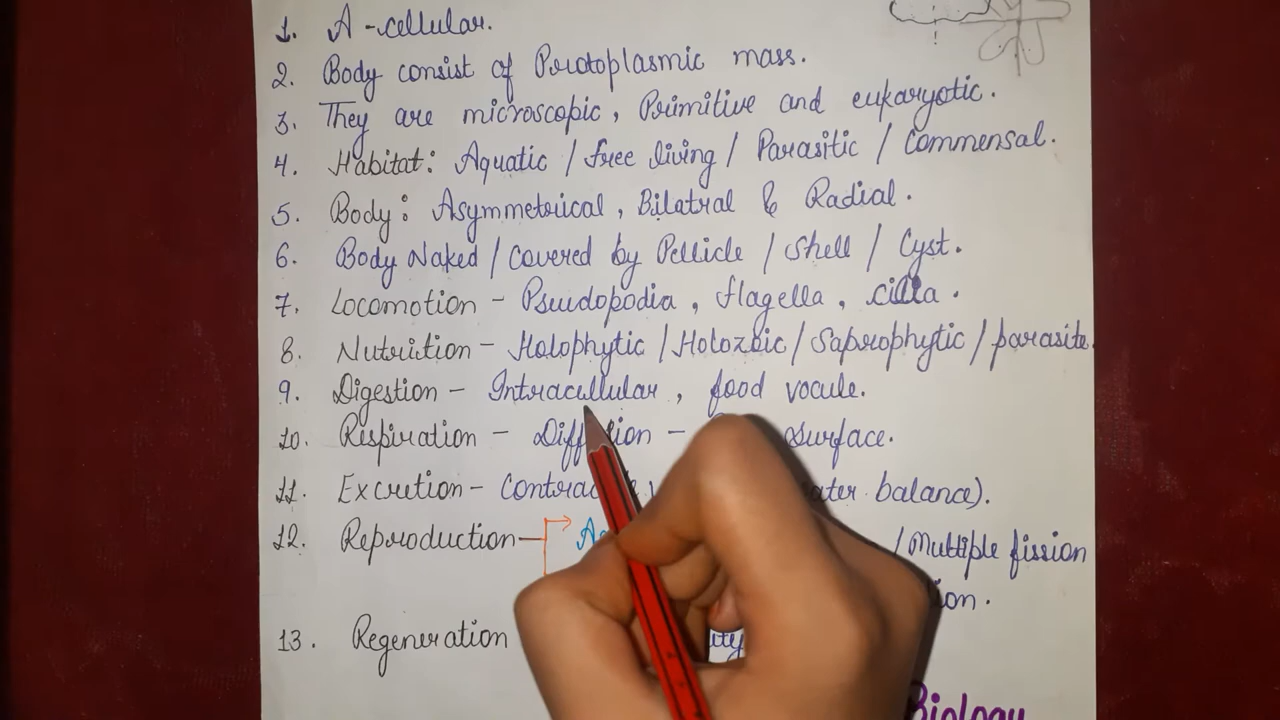 1. A-cellular.
2. Body consist of Protoplasmic mass.
3. They are microscopic, Primitive and eukaryotic.
4. Habitat: Aquatic / free living / Parasitic / Commensal.
5. Body: Asymmetrical, Bilatral & Radial.
6. Body Naked / Covered by Pellicle / Shell / Cyst.
7. Locomotion - Pseudopodia, flagella, cilia.
8. Nutrition - Holophytic / Holozoic / Saprophytic / parasite.
9. Digestion - Intracellular, food vocule.
10. Respiration - - surface.
11. Excretion - balance).
12. Reproduction - / Multiple fission
13. Regeneration
Biology